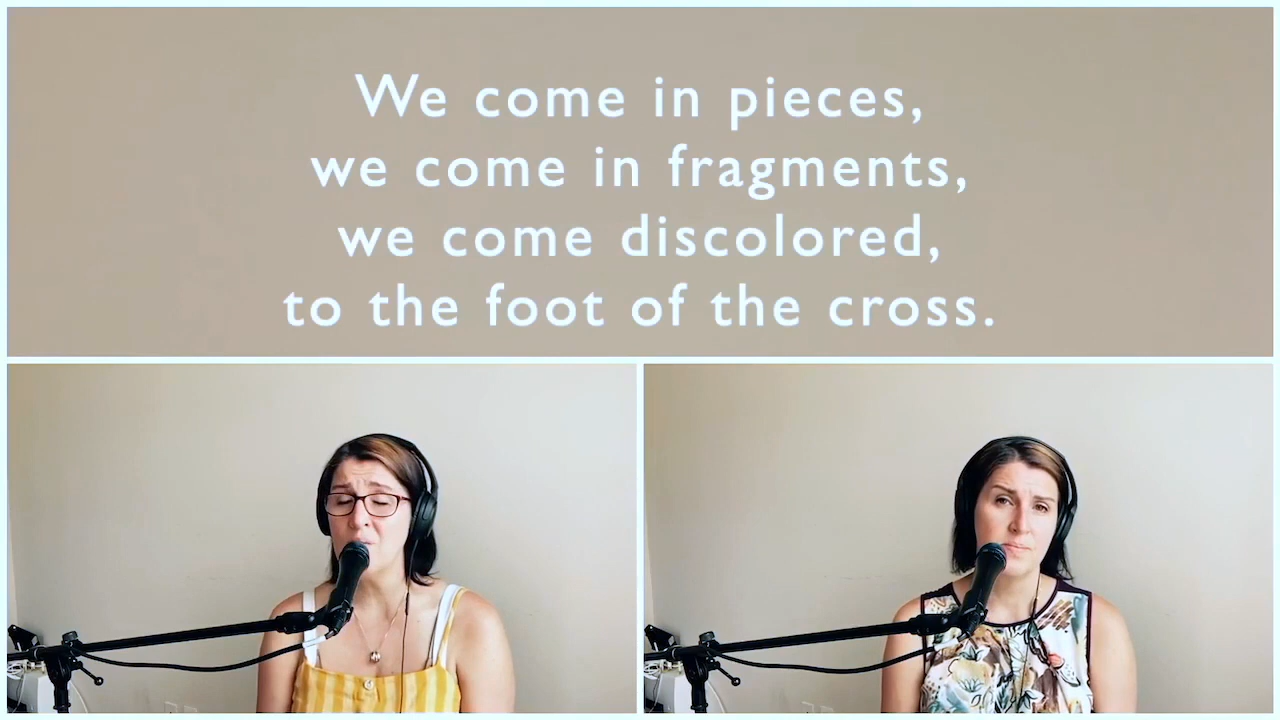 We come in pieces,
we come in fragments,
we come discolored,
to the foot of the cross.